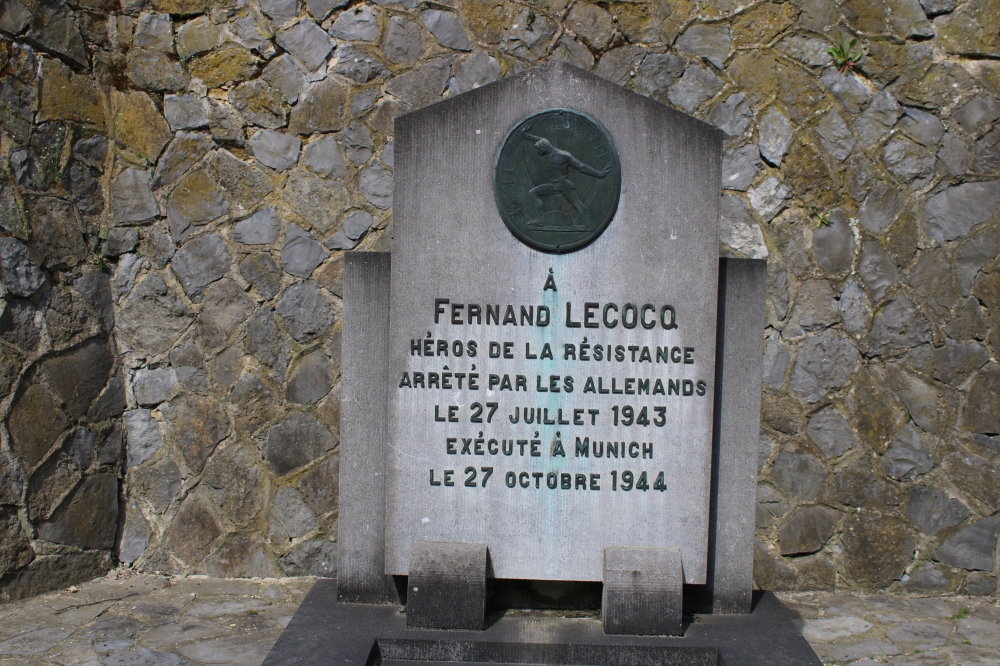 À
FERNAND LECOCQ
HÉROS DE LA RÉSISTANCE
ARRÊTÉ PAR LES ALLEMANDS
LE 27 JUILLET 1943
EXÉCUTÉ À MUNICH
LE 27 OCTOBRE 1944